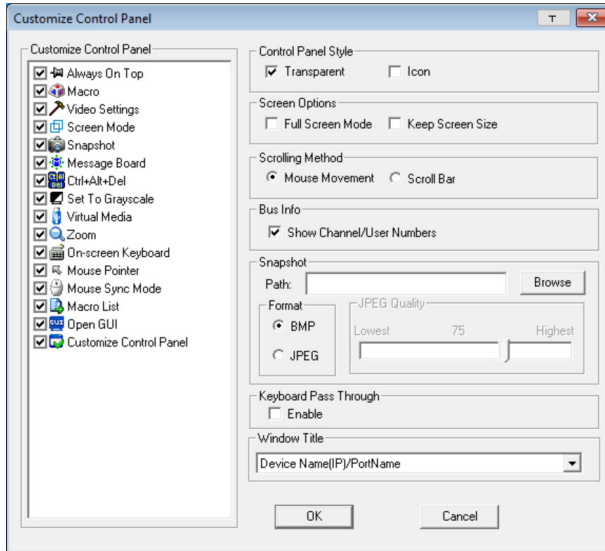 Customize Control Panel
Customize Control Panel
Always On Top
Macro
Video Settings
Screen Mode
Snapshot
Message Board
Ctrl+Alt+Del
Set To Grayscale
Virtual Media
Zoom
On-screen Keyboard
Mouse Pointer
Mouse Sync Mode
Macro List
Open GUI
Customize Control Panel
Control Panel Style
Transparent Icon
Screen Options
Full Screen Mode Keep Screen Size
Scrolling Method
Mouse Movement Scroll Bar
Bus Info
Show Channel/User Numbers
Snapshot
Path: Browse
Format
BMP
JPEG
JPEG Quality
Lowest 75 Highest
Keyboard Pass Through
Enable
Window Title
Device Name(IP)/PortName
OK Cancel